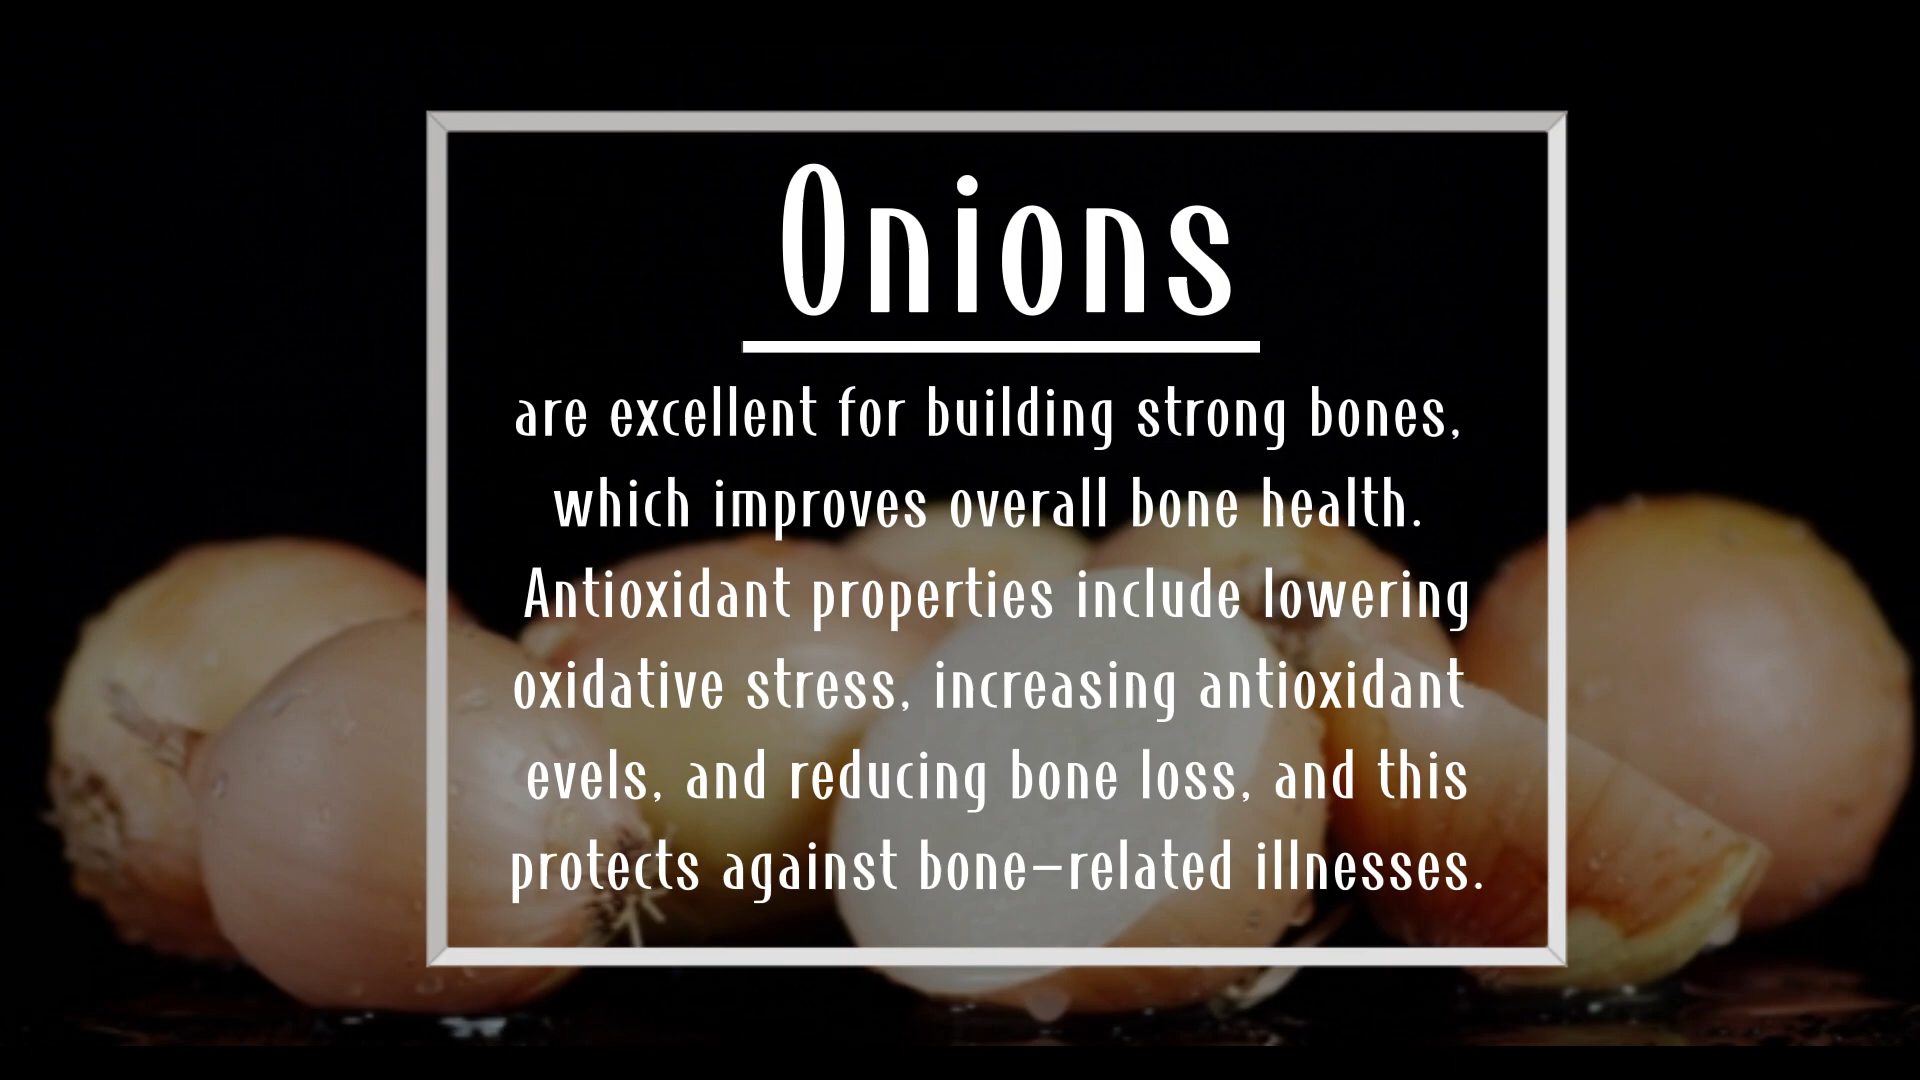 Onions
are excellent for building strong bones,
which improves overall bone health.
Antioxidant properties include lowering
oxidative stress, increasing antioxidant
evels, and reducing bone loss, and this
protects against bone-related illnesses.